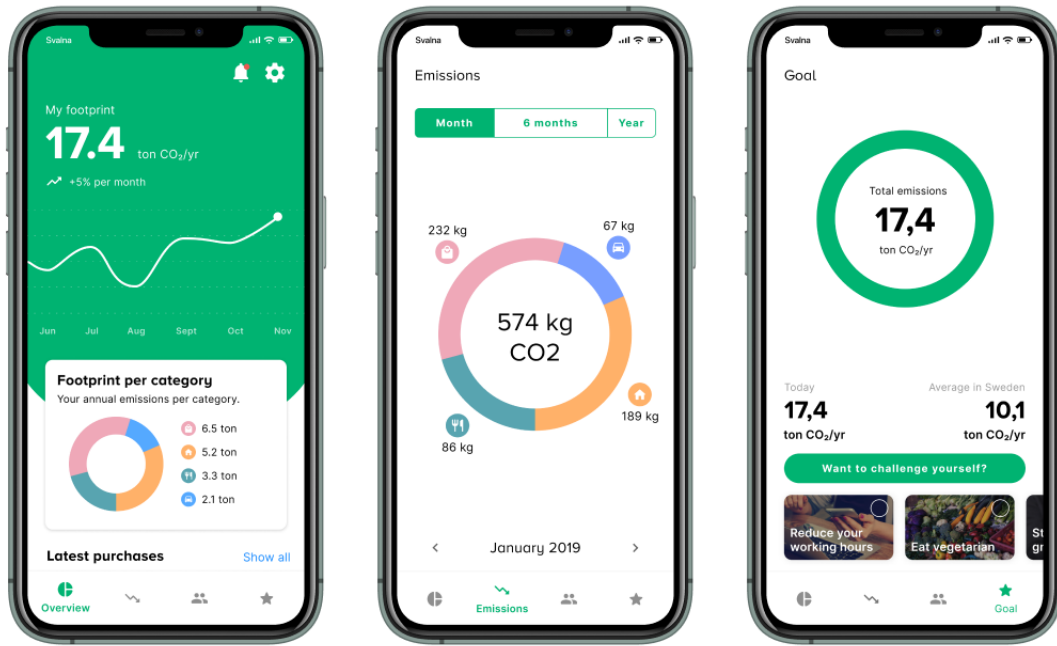 Svalna
My footprint
17.4 ton CO₂/yr
+5% per month
Jun Jul Aug Sept Oct Nov
Footprint per category
Your annual emissions per category.
6.5 ton
5.2 ton
3.3 ton
2.1 ton
Latest purchases Show all
Overview
Svalna
Emissions
Month 6 months Year
232 kg
67 kg
574 kg
CO2
189 kg
86 kg
< January 2019 >
Emissions
Svalna
Goal
Total emissions
17,4
ton CO₂/yr
Today Average in Sweden
17,4 10,1
ton CO₂/yr ton CO₂/yr
Want to challenge yourself?
Reduce your
working hours
Eat vegetarian
St
gr
Goal